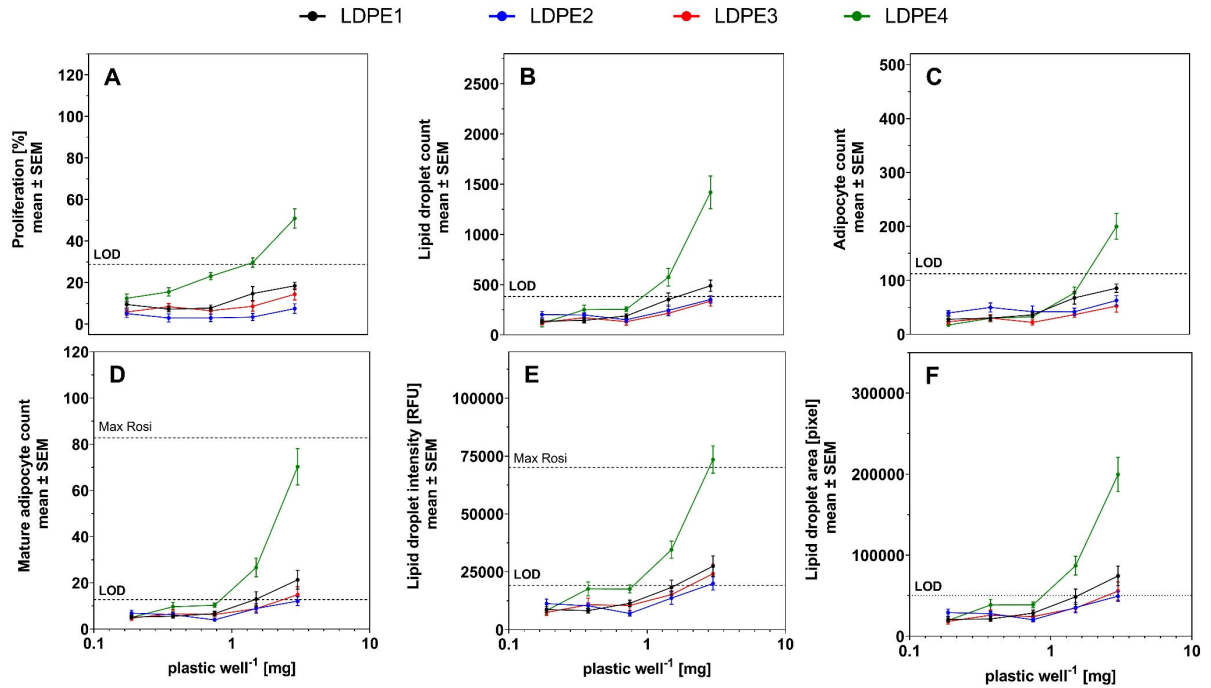 LDPE1 LDPE2 LDPE3 LDPE4
A
Proliferation [%]
mean ± SEM
120
100
80
60
40
20
0
LOD
B
Lipid droplet count
mean ± SEM
2500
2000
1500
1000
500
0
LOD
C
Adipocyte count
mean ± SEM
500
400
300
200
100
0
LOD
D
Mature adipocyte count
mean ± SEM
120
100
80
60
40
20
0
Max Rosi
LOD
0.1 1 10
plastic well-1 [mg]
E
Lipid droplet intensity [RFU]
mean ± SEM
100000
75000
50000
25000
0
Max Rosi
LOD
0.1 1 10
plastic well-1 [mg]
F
Lipid droplet area [pixel]
mean ± SEM
300000
200000
100000
0
LOD
0.1 1 10
plastic well-1 [mg]